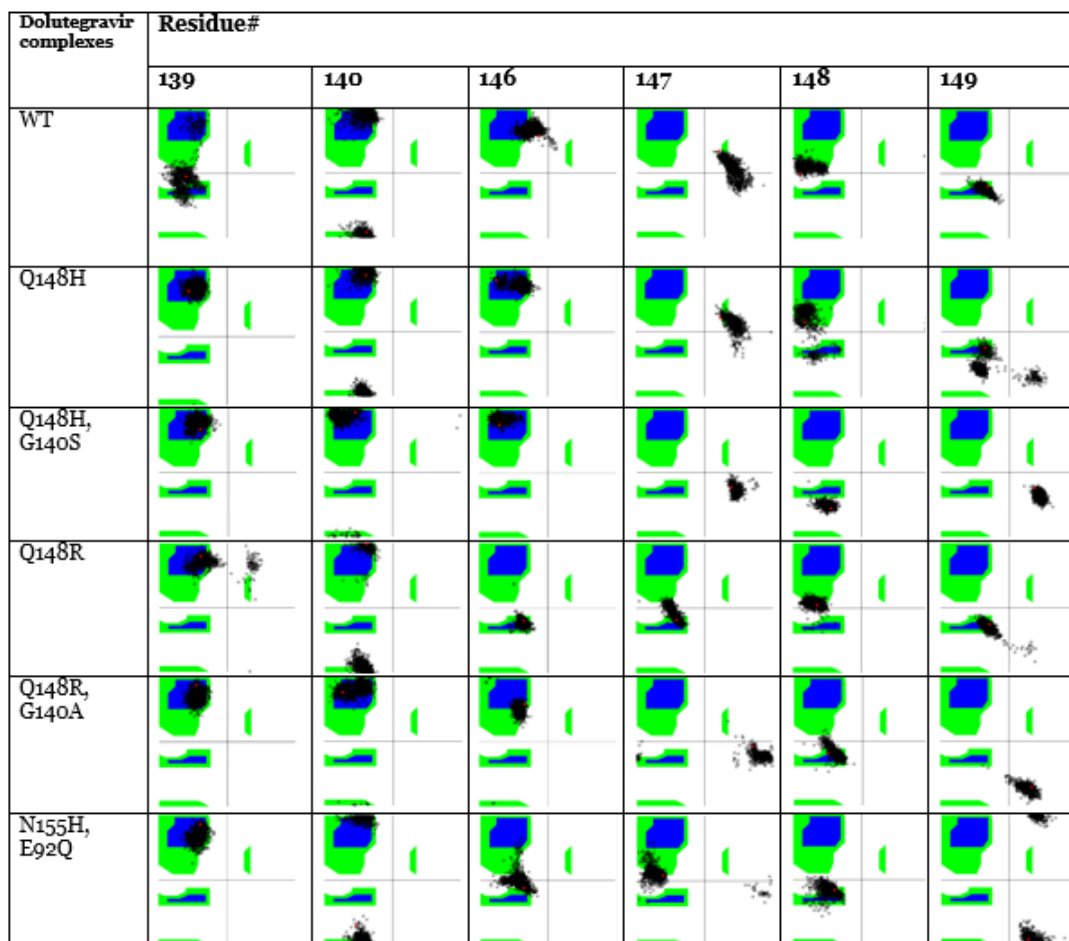 Dolutegravir
complexes
Residue#
139 140 146 147 148 149
WT
Q148H
Q148H,
G140S
Q148R
Q148R,
G140A
N155H,
E92Q